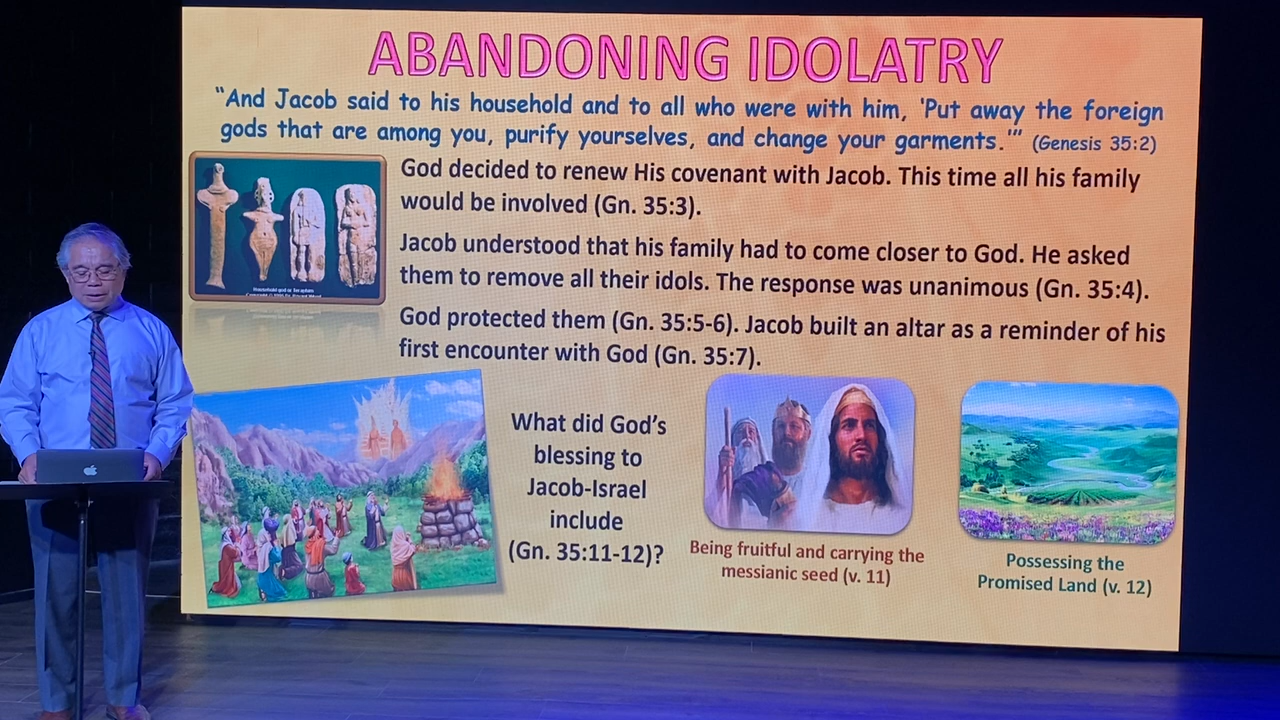 ABANDONING IDOLATRY
“And Jacob said to his household and to all who were with him, ‘Put away the foreign
gods that are among you, purify yourselves, and change your garments.’” (Genesis 35:2)
God decided to renew His covenant with Jacob. This time all his family
would be involved (Gn. 35:3).
Jacob understood that his family had to come closer to God. He asked
them to remove all their idols. The response was unanimous (Gn. 35:4).
God protected them (Gn. 35:5-6). Jacob built an altar as a reminder of his
first encounter with God (Gn. 35:7).
What did God’s
blessing to
Jacob-Israel
include
(Gn. 35:11-12)?
Being fruitful and carrying the
messianic seed (v. 11)
Possessing the
Promised Land (v. 12)